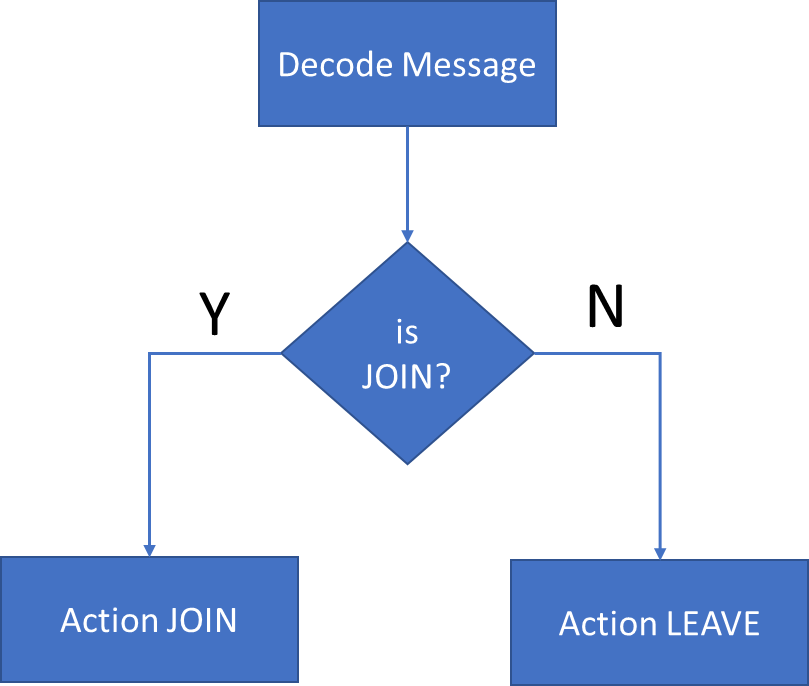 Decode Message
Y
N
is
JOIN?
Action JOIN
Action LEAVE